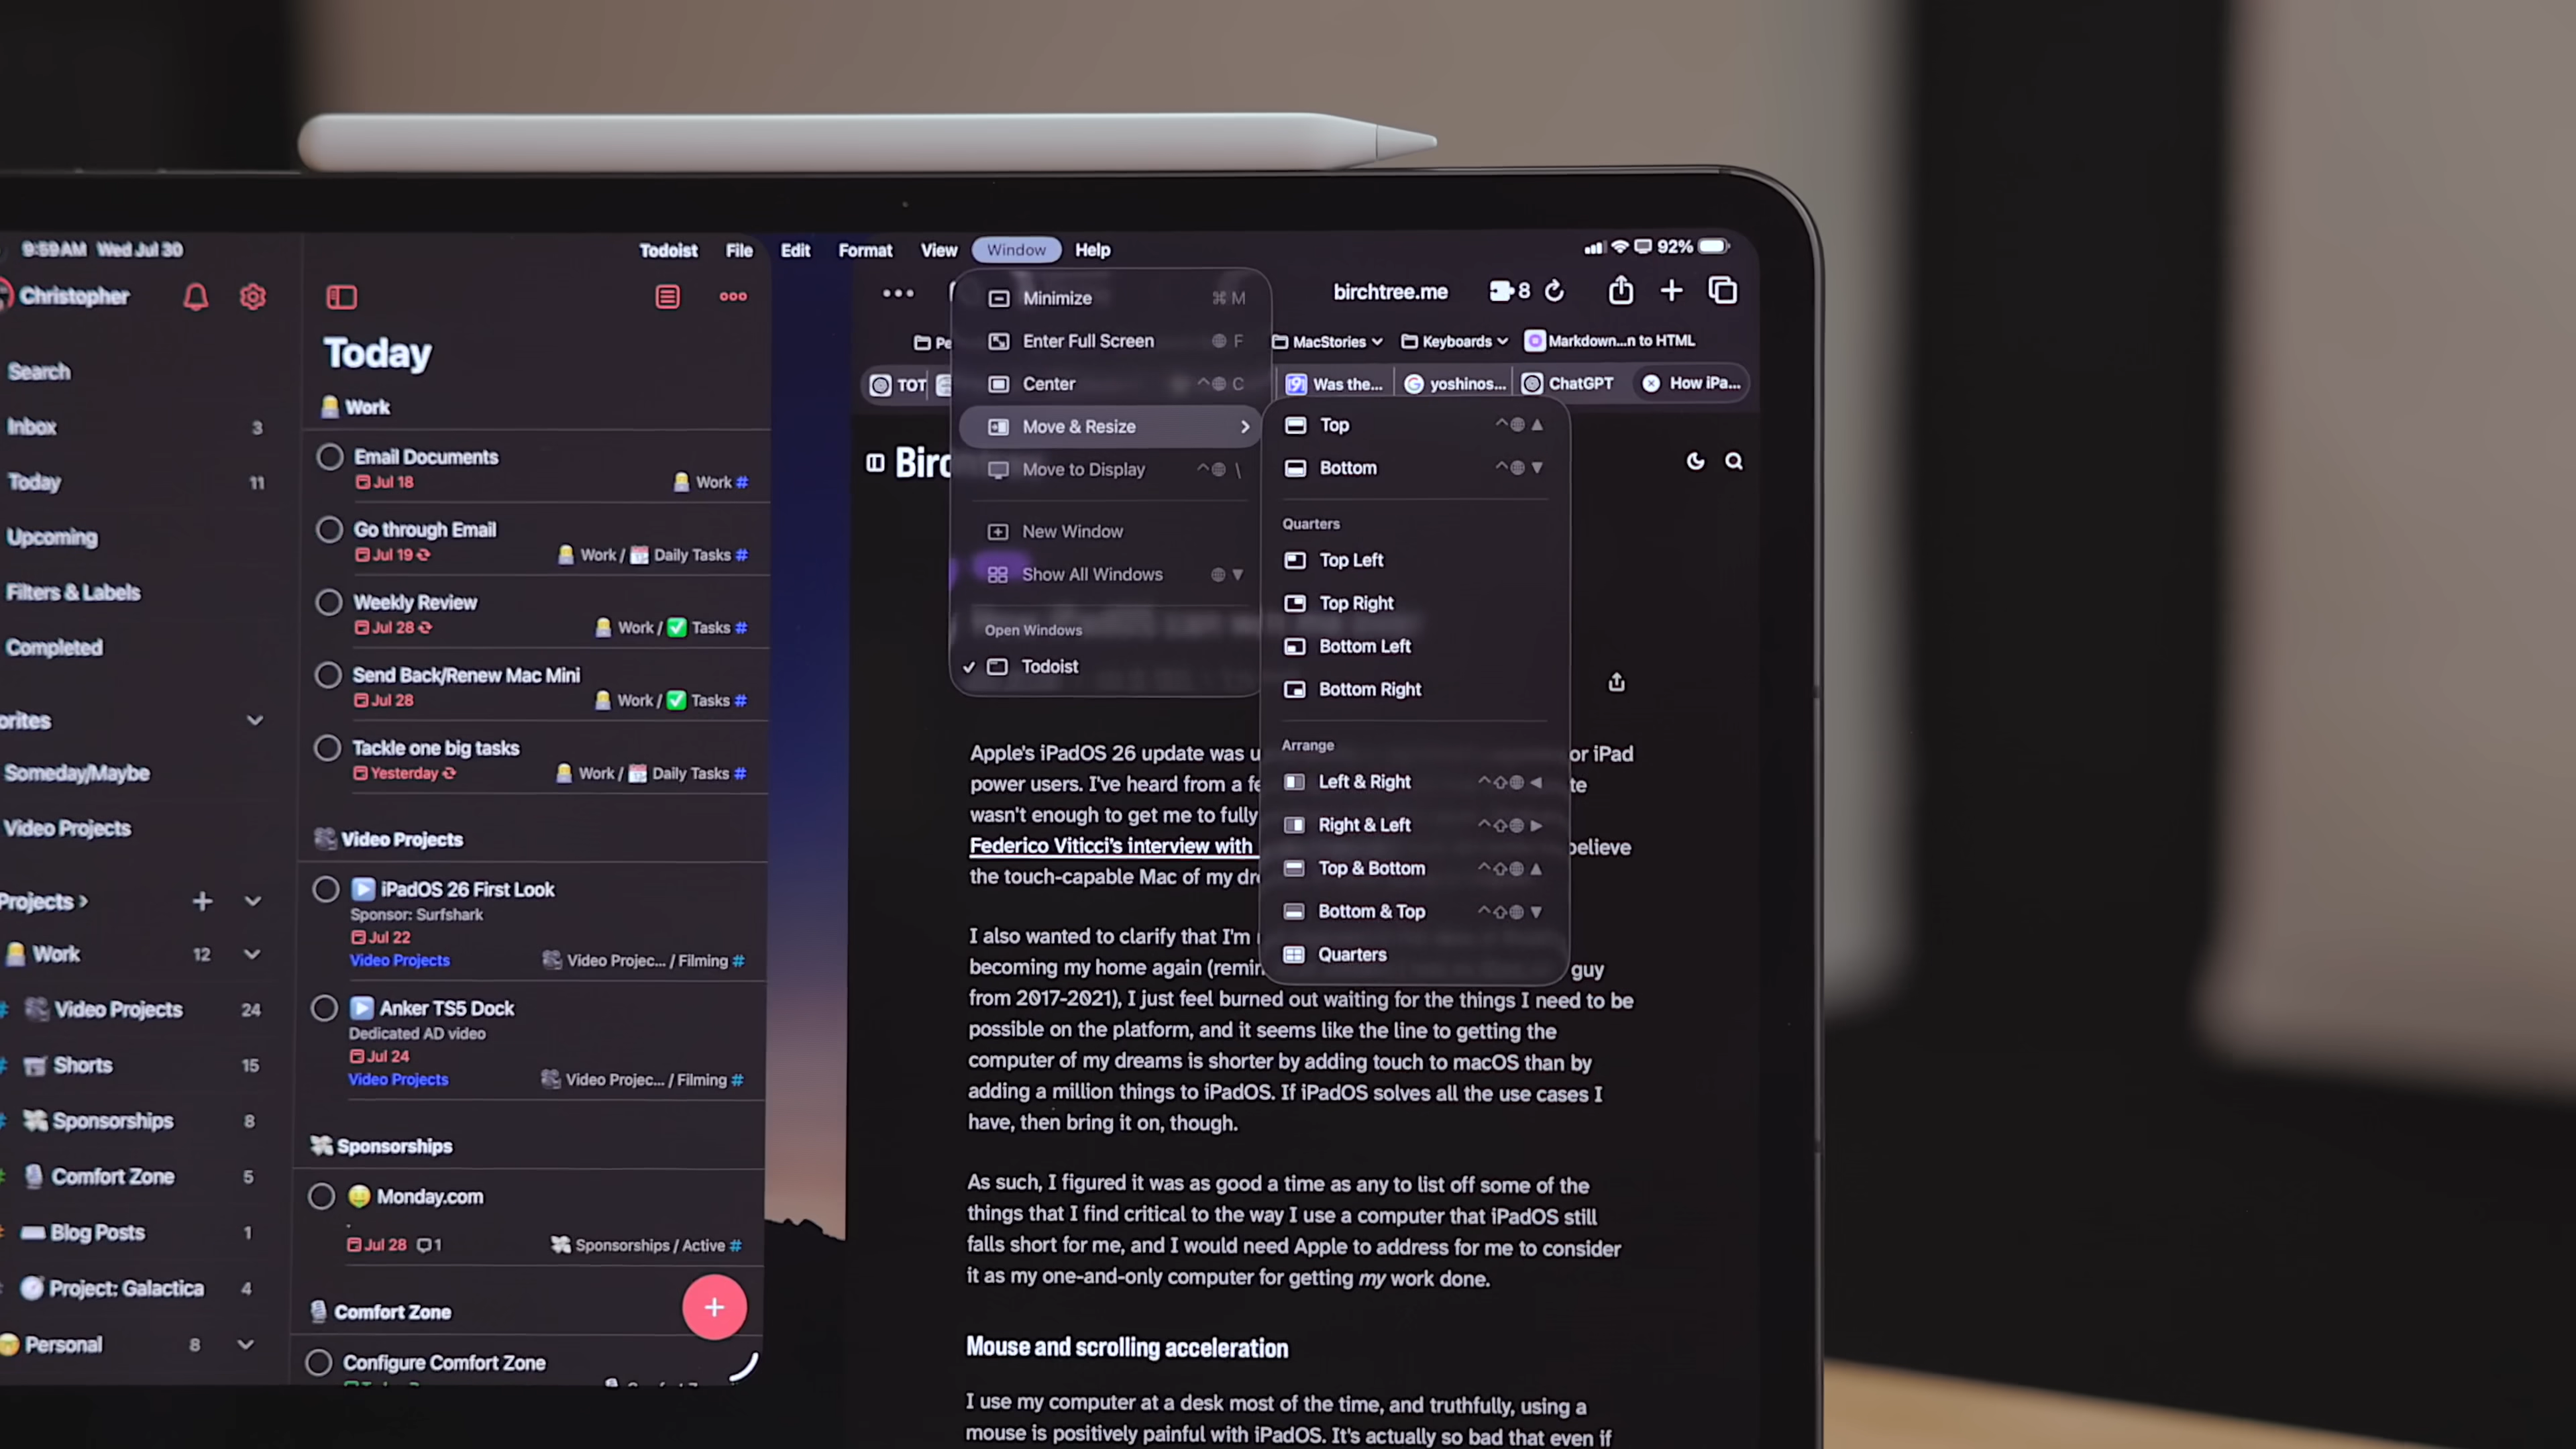 9:59 AM Wed Jul 30
Christopher
Search
Inbox 3
Today 11
Upcoming
Filters & Labels
Completed
orites
Someday/Maybe
Video Projects
Projects >
Work 12
Video Projects 24
Shorts 15
Sponsorships 8
Comfort Zone 5
Blog Posts 1
Project: Galactica 4
Personal 8
Todoist File Edit Format View Window Help
Today
Work
Email Documents
Jul 18 Work #
Go through Email
Jul 19 Work / Daily Tasks #
Weekly Review
Jul 28 Work / Tasks #
Send Back/Renew Mac Mini
Jul 28 Work / Tasks #
Tackle one big tasks
Yesterday Work / Daily Tasks #
Video Projects
iPadOS 26 First Look
Sponsor: Surfshark
Jul 22
Video Projects Video Projec... / Filming #
Anker TS5 Dock
Dedicated AD video
Jul 24
Video Projects Video Projec... / Filming #
Sponsorships
Monday.com
Jul 28 1 Sponsorships / Active #
Comfort Zone
Configure Comfort Zone
92%
birchtree.me 8
MacStories Keyboards Markdown...n to HTML
TOT Was the... yoshinos... ChatGPT How iPa...
Minimize ⌘ M
Enter Full Screen F
Center ^ C
Move & Resize >
Move to Display ^ \
New Window
Show All Windows ▼
Open Windows
✓ Todoist
Top ^ ▲
Bottom ^ ▼
Quarters
Top Left
Top Right
Bottom Left
Bottom Right
Arrange
Left & Right ^⇧ ◀
Right & Left ^⇧ ▶
Top & Bottom ^⇧ ▲
Bottom & Top ^⇧ ▼
Quarters
Apple's iPadOS 26 update was or iPad
power users. I've heard from a
wasn't enough to get me to fully
Federico Viticci's interview with believe
the touch-capable Mac of my
I also wanted to clarify that I'm
becoming my home again guy
from 2017-2021), I just feel burned out waiting for the things I need to be
possible on the platform, and it seems like the line to getting the
computer of my dreams is shorter by adding touch to macOS than by
adding a million things to iPadOS. If iPadOS solves all the use cases I
have, then bring it on, though.
As such, I figured it was as good a time as any to list off some of the
things that I find critical to the way I use a computer that iPadOS still
falls short for me, and I would need Apple to address for me to consider
it as my one-and-only computer for getting my work done.
Mouse and scrolling acceleration
I use my computer at a desk most of the time, and truthfully, using a
mouse is positively painful with iPadOS. It's actually so bad that even if